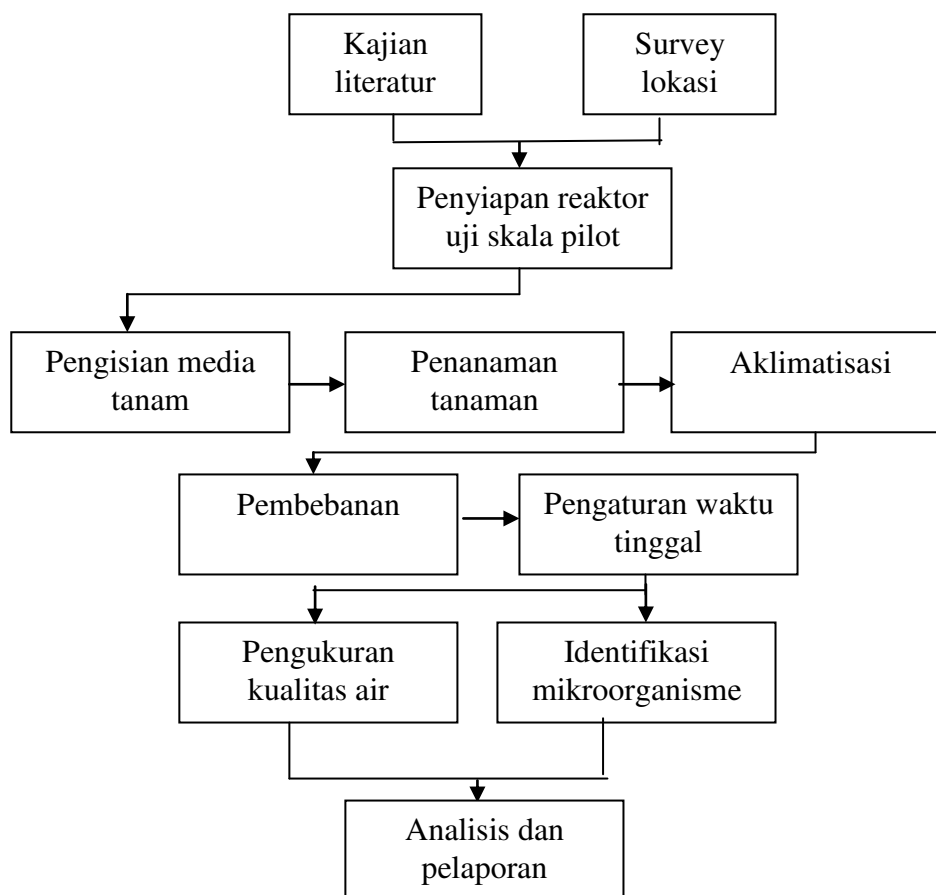 Kajian
literatur
Survey
lokasi
Penyiapan reaktor
uji skala pilot
Pengisian media
tanam
Penanaman
tanaman
Aklimatisasi
Pembebanan
Pengaturan waktu
tinggal
Pengukuran
kualitas air
Identifikasi
mikroorganisme
Analisis dan
pelaporan